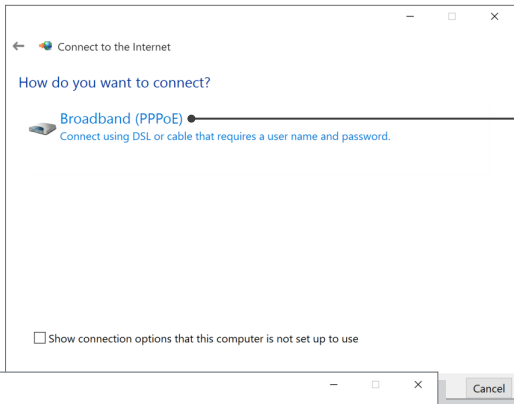 Connect to the Internet
How do you want to connect?
Broadband (PPPoE)
Connect using DSL or cable that requires a user name and password.
Show connection options that this computer is not set up to use
Cancel